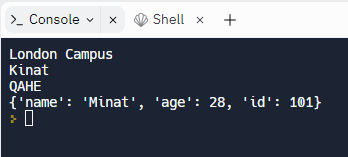 Console
Shell
London Campus
Kinat
QAHE
{'name': 'Minat', 'age': 28, 'id': 101}